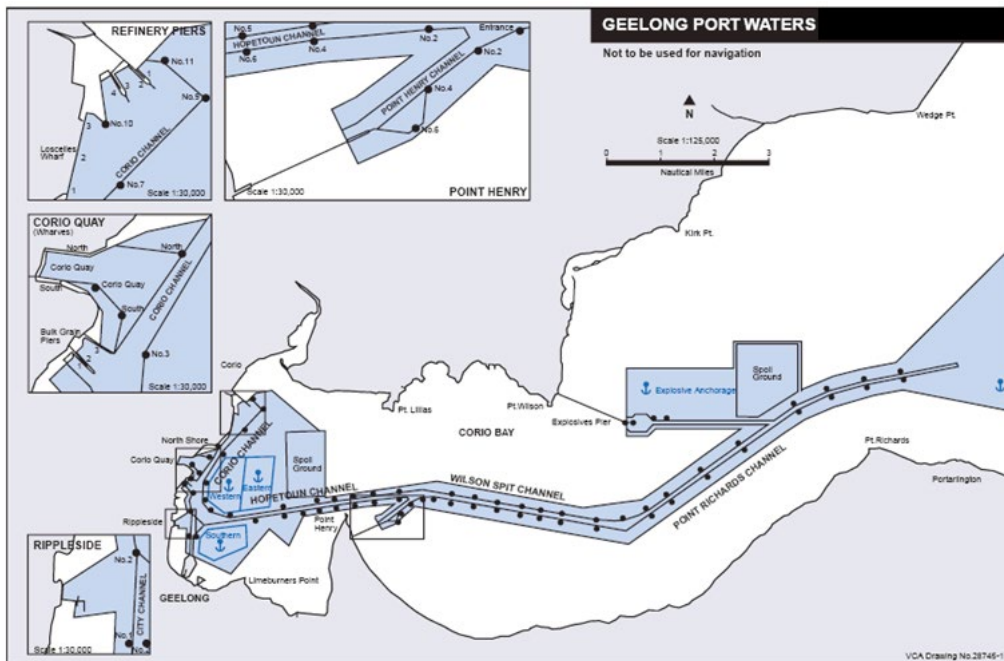 GEELONG PORT WATERS
Not to be used for navigation
N
Scale 1:125,000
0 1 2 3
Nautical Miles
REFINERY PIERS
No.11
1
2
3
4
No.9
No.10
3
Loscelles
Wharf
2
CORIO CHANNEL
No.7
1
Scale 1:30,000
No.5
HOPETOUN CHANNEL
No.4
No.6
No.2
Entrance
No.2
POINT HENRY CHANNEL
No.4
No.6
Scale 1:30,000
POINT HENRY
CORIO QUAY
(Wharves)
North
North
Corio Quay
South
Corio Quay
South
CORIO CHANNEL
Bulk Grain
Piers
3
2
1
No.3
Scale 1:30,000
Wedge Pt.
Kirk Pt.
Corio
Pt. Lillias
Pt.Wilson
CORIO BAY
Explosives Pier
Explosive Anchorage
Spoil
Ground
Pt.Richards
Portarlington
North Shore
Corio Quay
CORIO CHANNEL
Western
Eastern
Spoil
Ground
HOPETOUN CHANNEL
WILSON SPIT CHANNEL
POINT RICHARDS CHANNEL
Rippleside
Southern
Point
Henry
Limeburners Point
GEELONG
RIPPLESIDE
No.2
CITY CHANNEL
No.1
Scale 1:30,000